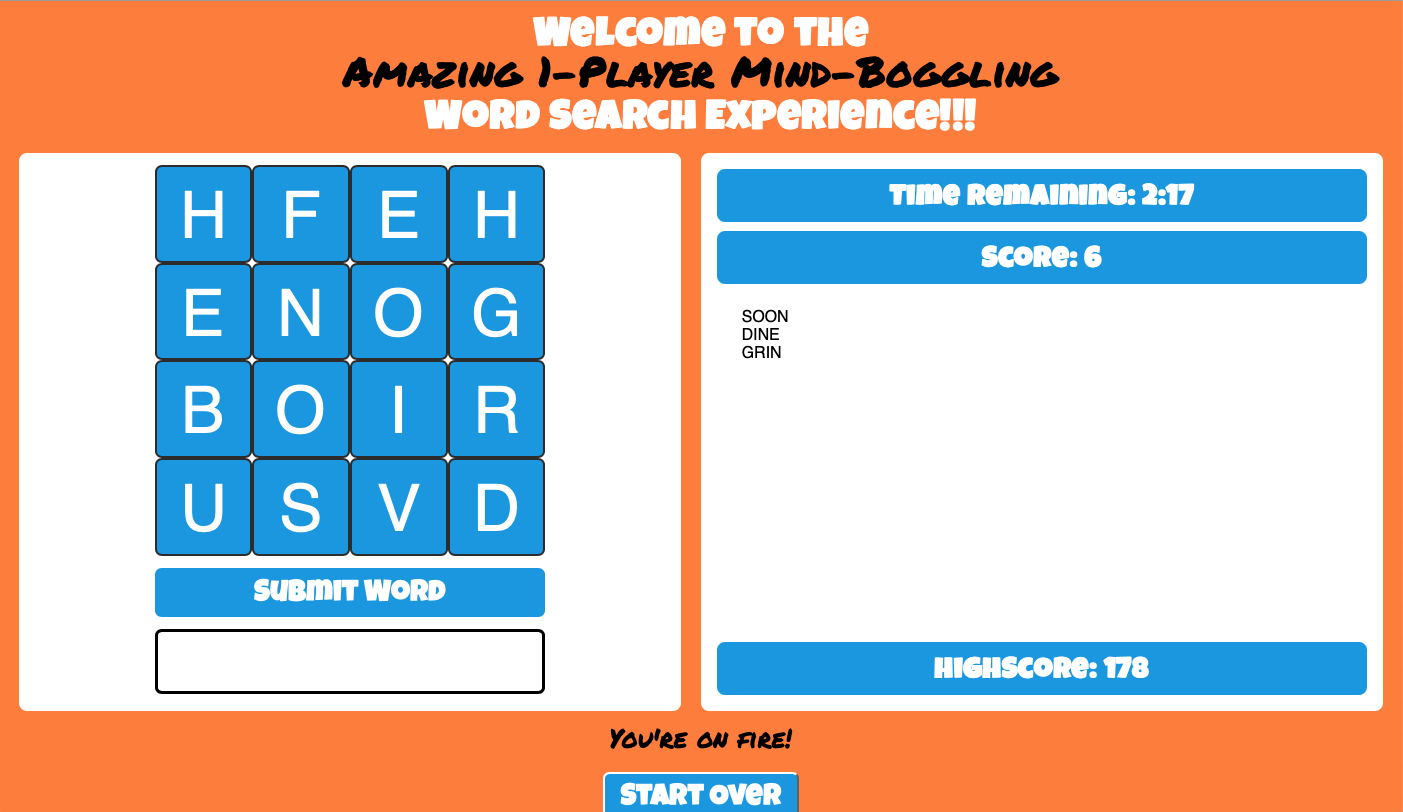 Welcome to the
Amazing 1-Player Mind-Boggling
Word Search Experience!!!
H F E H
E N O G
B O I R
U S V D
Submit Word
Time Remaining: 2:17
Score: 6
SOON
DINE
GRIN
Highscore: 178
You're on fire!
Start Over